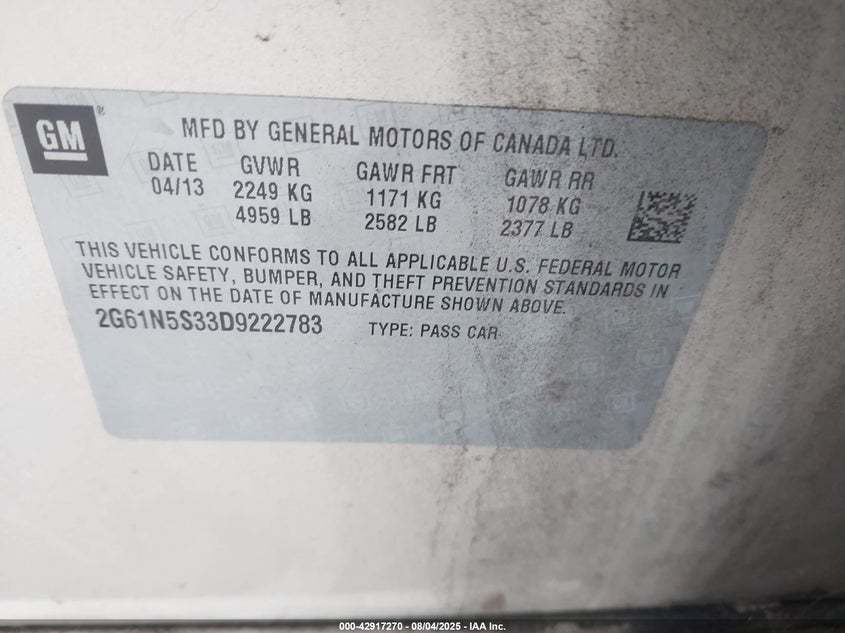 GM
MFD BY GENERAL MOTORS OF CANADA LTD.
DATE GVWR GAWR FRT GAWR RR
04/13 2249 KG 1171 KG 1078 KG
4959 LB 2582 LB 2377 LB
THIS VEHICLE CONFORMS TO ALL APPLICABLE U.S. FEDERAL MOTOR
VEHICLE SAFETY, BUMPER, AND THEFT PREVENTION STANDARDS IN
EFFECT ON THE DATE OF MANUFACTURE SHOWN ABOVE.
2G61N5S33D9222783 TYPE: PASS CAR
000-42917270 - 08/04/2025 - IAA Inc.